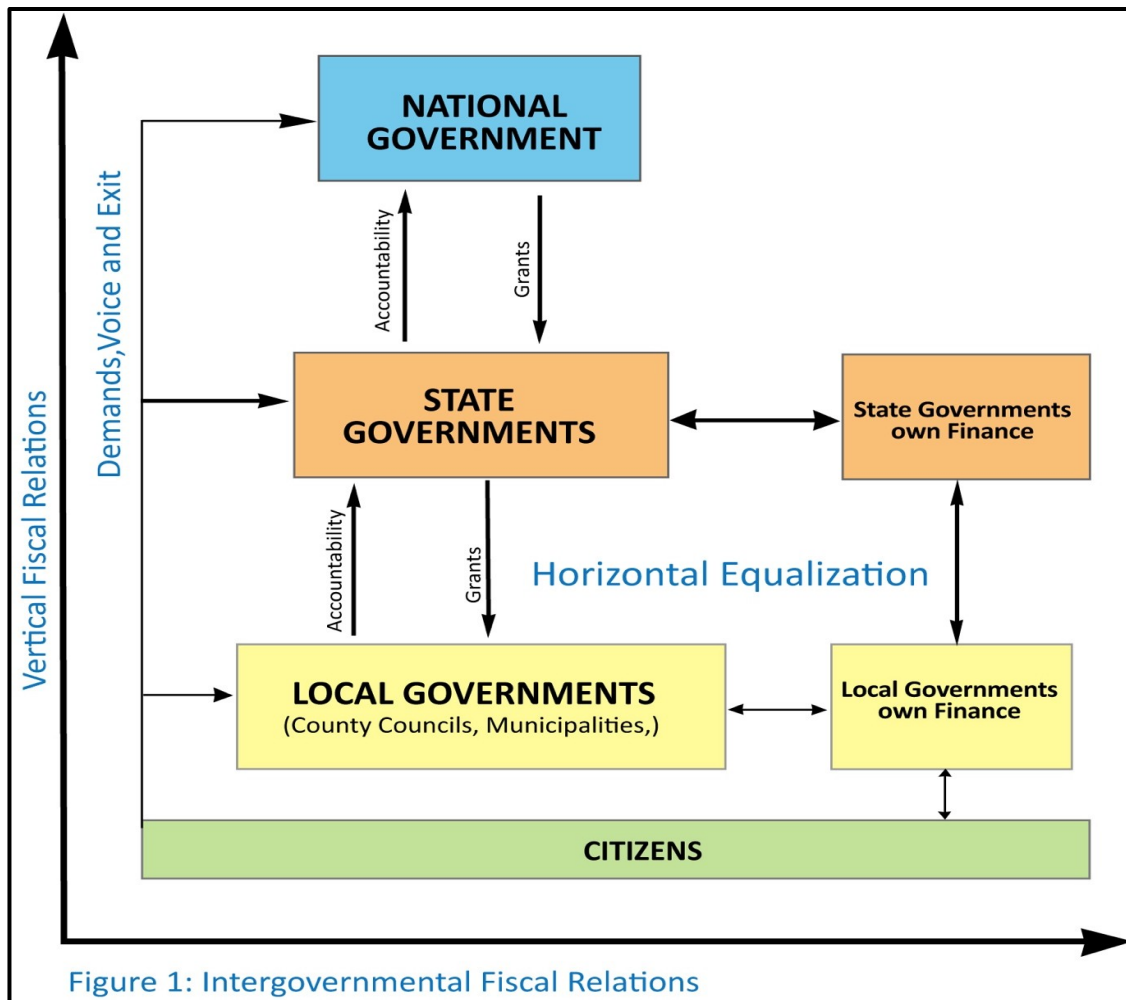 NATIONAL
GOVERNMENT
Demands,Voice and Exit
Accountability
Grants
Vertical Fiscal Relations
STATE
GOVERNMENTS
State Governments
own Finance
Accountability
Grants
Horizontal Equalization
LOCAL GOVERNMENTS
(County Councils, Municipalities,)
Local Governments
own Finance
CITIZENS
Figure 1: Intergovernmental Fiscal Relations